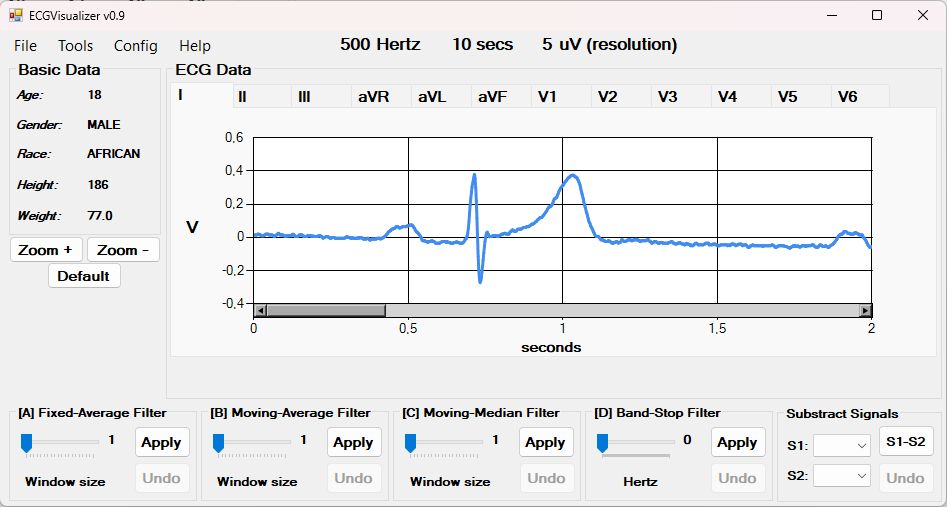 ECGVisualizer v0.9
File Tools Config Help
500 Hertz 10 secs 5 uV (resolution)
Basic Data
Age: 18
Gender: MALE
Race: AFRICAN
Height: 186
Weight: 77.0
Zoom + Zoom -
Default
ECG Data
I II III aVR aVL aVF V1 V2 V3 V4 V5 V6
0,6
0,4
0,2
0
-0,2
-0,4
V
0 0,5 1 1,5 2
seconds
[A] Fixed-Average Filter
1 Apply
Window size Undo
[B] Moving-Average Filter
1 Apply
Window size Undo
[C] Moving-Median Filter
1 Apply
Window size Undo
[D] Band-Stop Filter
0 Apply
Hertz Undo
Substract Signals
S1: S1-S2
S2: Undo